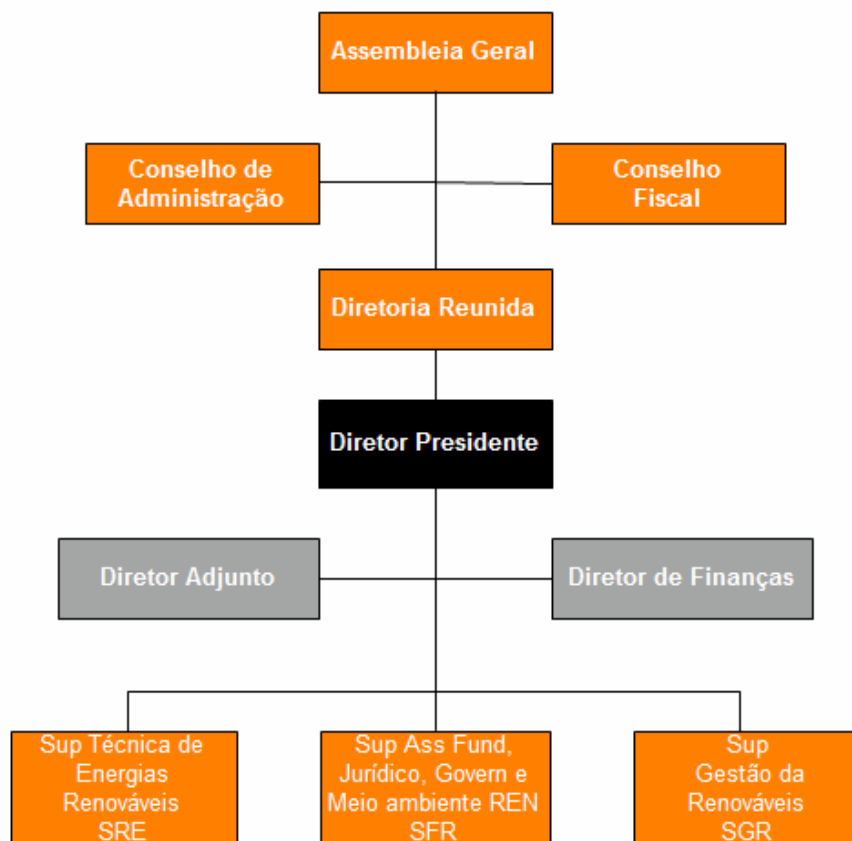 Assembleia Geral
Conselho de
Administração
Conselho
Fiscal
Diretoria Reunida
Diretor Presidente
Diretor Adjunto
Diretor de Finanças
Sup Técnica de
Energias
Renováveis
SRE
Sup Ass Fund,
Jurídico, Govern e
Meio ambiente REN
SFR
Sup
Gestão da
Renováveis
SGR